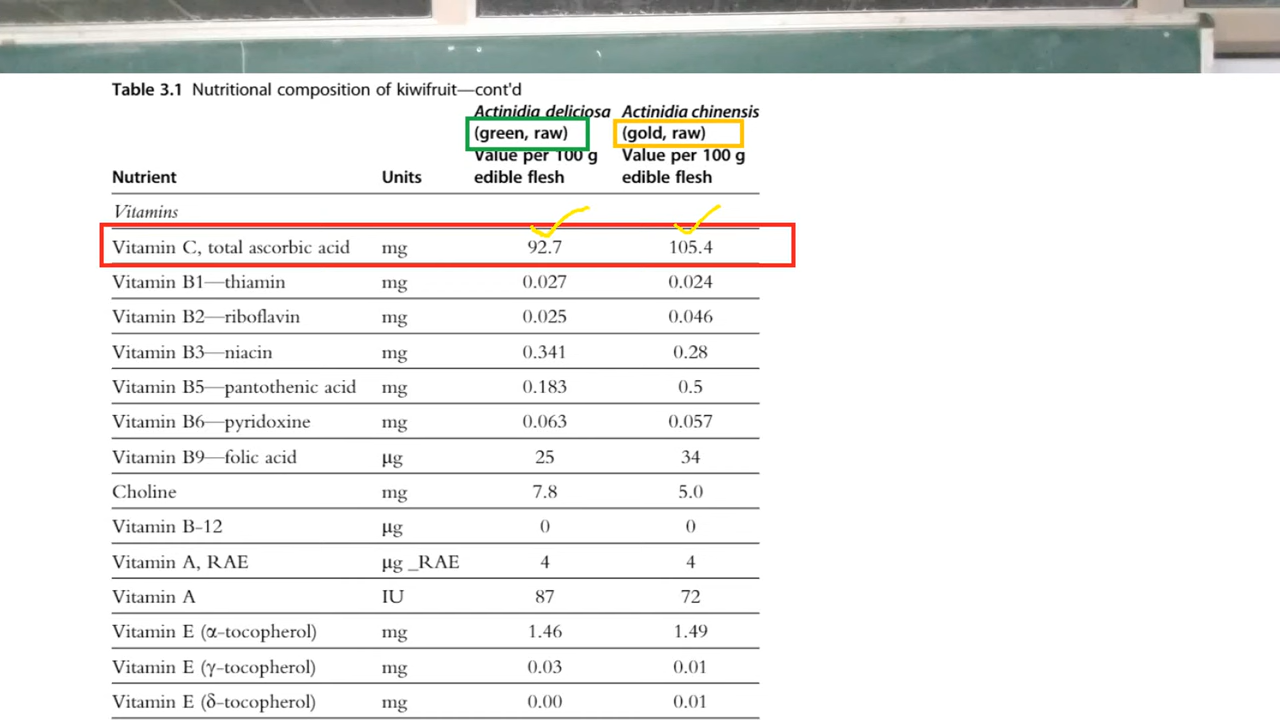 Table 3.1 Nutritional composition of kiwifruit—cont'd
Actinidia deliciosa Actinidia chinensis
(green, raw) (gold, raw)
Value per 100 g Value per 100 g
Nutrient Units edible flesh edible flesh
Vitamins
Vitamin C, total ascorbic acid mg 92.7 105.4
Vitamin B1—thiamin mg 0.027 0.024
Vitamin B2—riboflavin mg 0.025 0.046
Vitamin B3—niacin mg 0.341 0.28
Vitamin B5—pantothenic acid mg 0.183 0.5
Vitamin B6—pyridoxine mg 0.063 0.057
Vitamin B9—folic acid μg 25 34
Choline mg 7.8 5.0
Vitamin B-12 μg 0 0
Vitamin A, RAE μg _RAE 4 4
Vitamin A IU 87 72
Vitamin E (α-tocopherol) mg 1.46 1.49
Vitamin E (γ-tocopherol) mg 0.03 0.01
Vitamin E (δ-tocopherol) mg 0.00 0.01